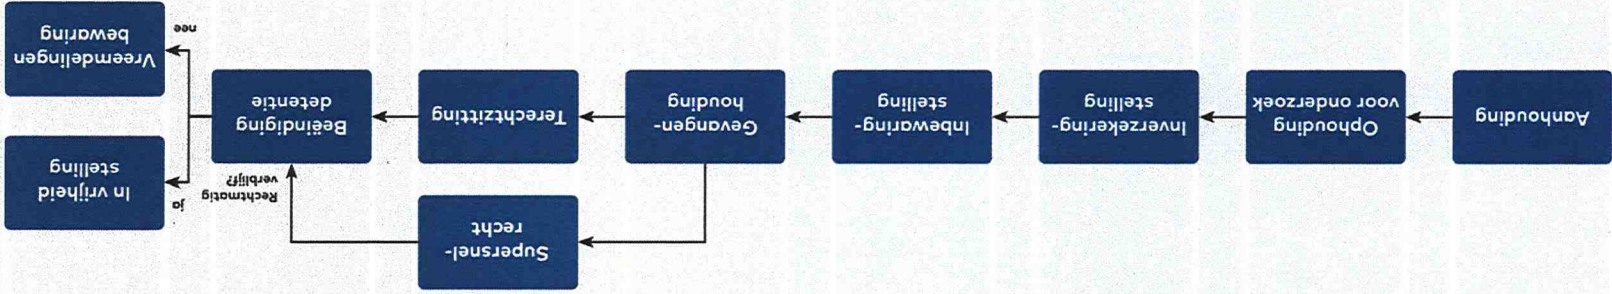 Aanhouding
Ophouding
voor onderzoek
Inverzekering-
stelling
Inbewaring-
stelling
Gevangen-
houding
Supersnel-
recht
Terechtzitting
Rechtmatig
verblijf?
Beëindiging
detentie
ja
In vrijheid
stelling
nee
Vreemdelingen
bewaring